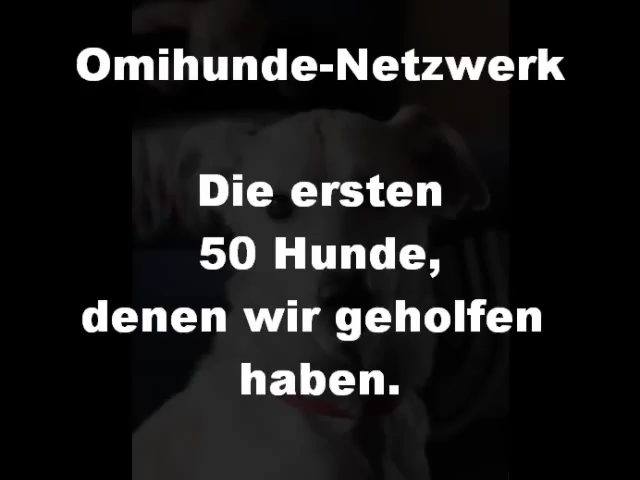 Omihunde-Netzwerk
Die ersten
50 Hunde,
denen wir geholfen
haben.